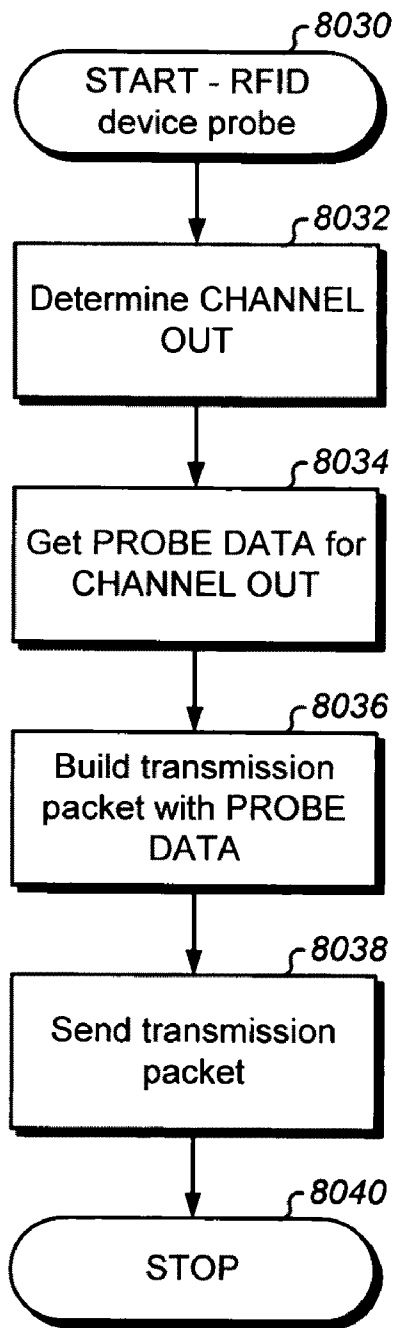 8030
START - RFID
device probe
8032
Determine CHANNEL
OUT
8034
Get PROBE DATA for
CHANNEL OUT
8036
Build transmission
packet with PROBE
DATA
8038
Send transmission
packet
8040
STOP